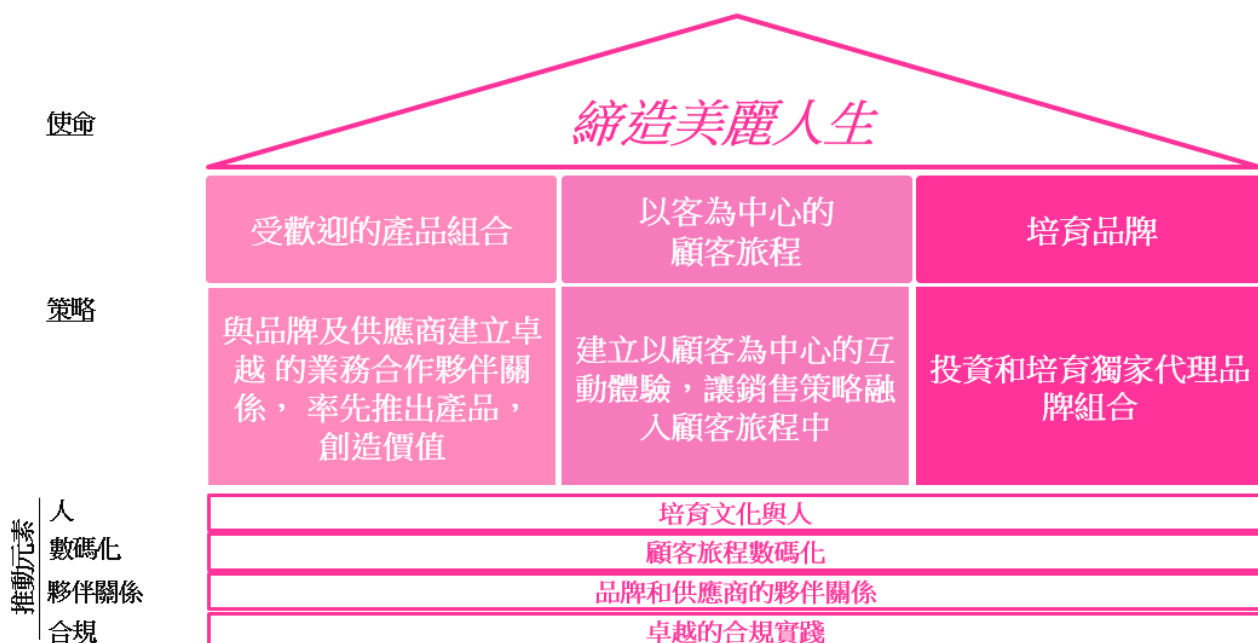 使命
締造美麗人生
策略
受歡迎的產品組合
以客為中心的
顧客旅程
培育品牌
與品牌及供應商建立卓
越 的業務合作夥伴關
係， 率先推出產品，
創造價值
建立以顧客為中心的互
動體驗，讓銷售策略融
入顧客旅程中
投資和培育獨家代理品
牌組合
推動元素
人
培育文化與人
數碼化
顧客旅程數碼化
夥伴關係
品牌和供應商的夥伴關係
合規
卓越的合規實踐